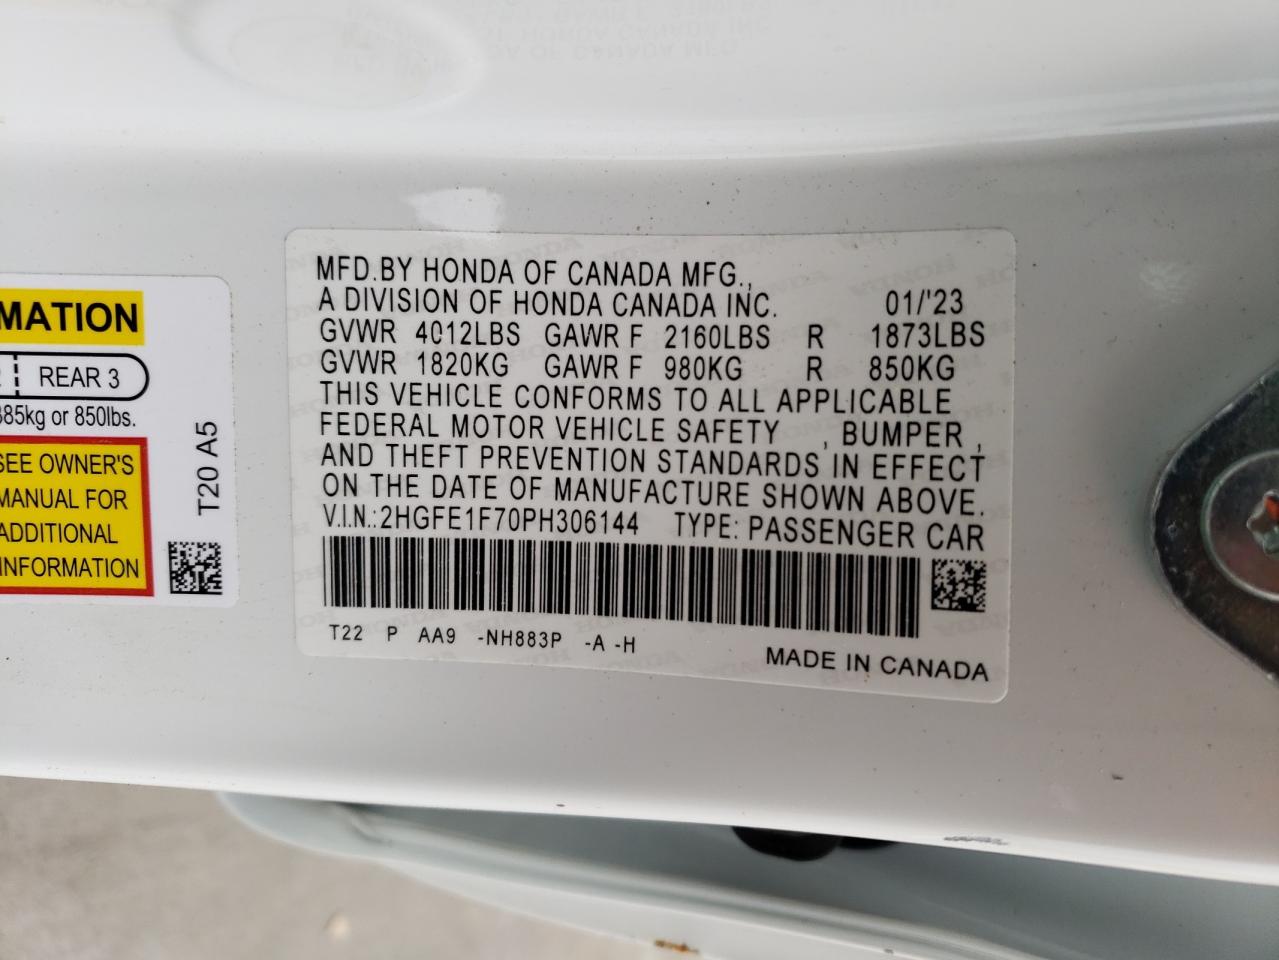 MATION
REAR 3
385kg or 850lbs.
SEE OWNER'S
MANUAL FOR
ADDITIONAL
INFORMATION
T20 A5
MFD.BY HONDA OF CANADA MFG.,
A DIVISION OF HONDA CANADA INC. 01/'23
GVWR 4012LBS GAWR F 2160LBS R 1873LBS
GVWR 1820KG GAWR F 980KG R 850KG
THIS VEHICLE CONFORMS TO ALL APPLICABLE
FEDERAL MOTOR VEHICLE SAFETY , BUMPER ,
AND THEFT PREVENTION STANDARDS IN EFFECT
ON THE DATE OF MANUFACTURE SHOWN ABOVE.
V.I.N.:2HGFE1F70PH306144 TYPE: PASSENGER CAR
T22 P AA9 -NH883P -A -H
MADE IN CANADA